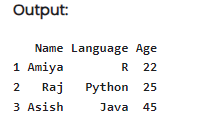 Output:
Name Language Age
1 Amiya R 22
2 Raj Python 25
3 Asish Java 45